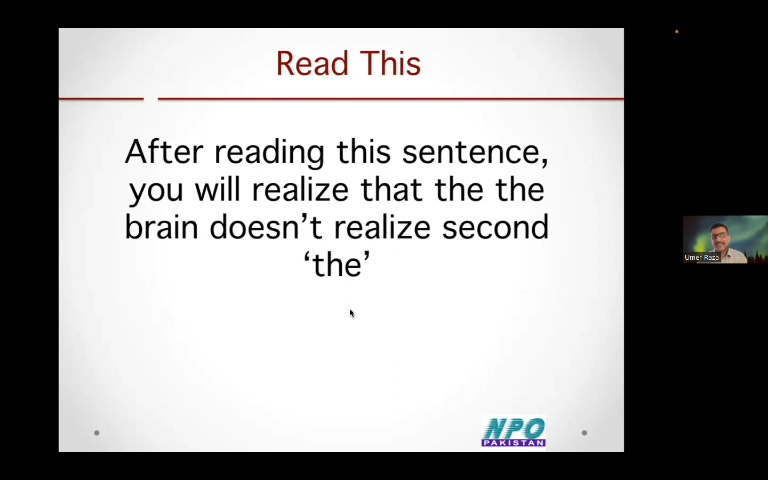 Read This
After reading this sentence,
you will realize that the the
brain doesn’t realize second
‘the’
Umer Raza
NPO
PAKISTAN